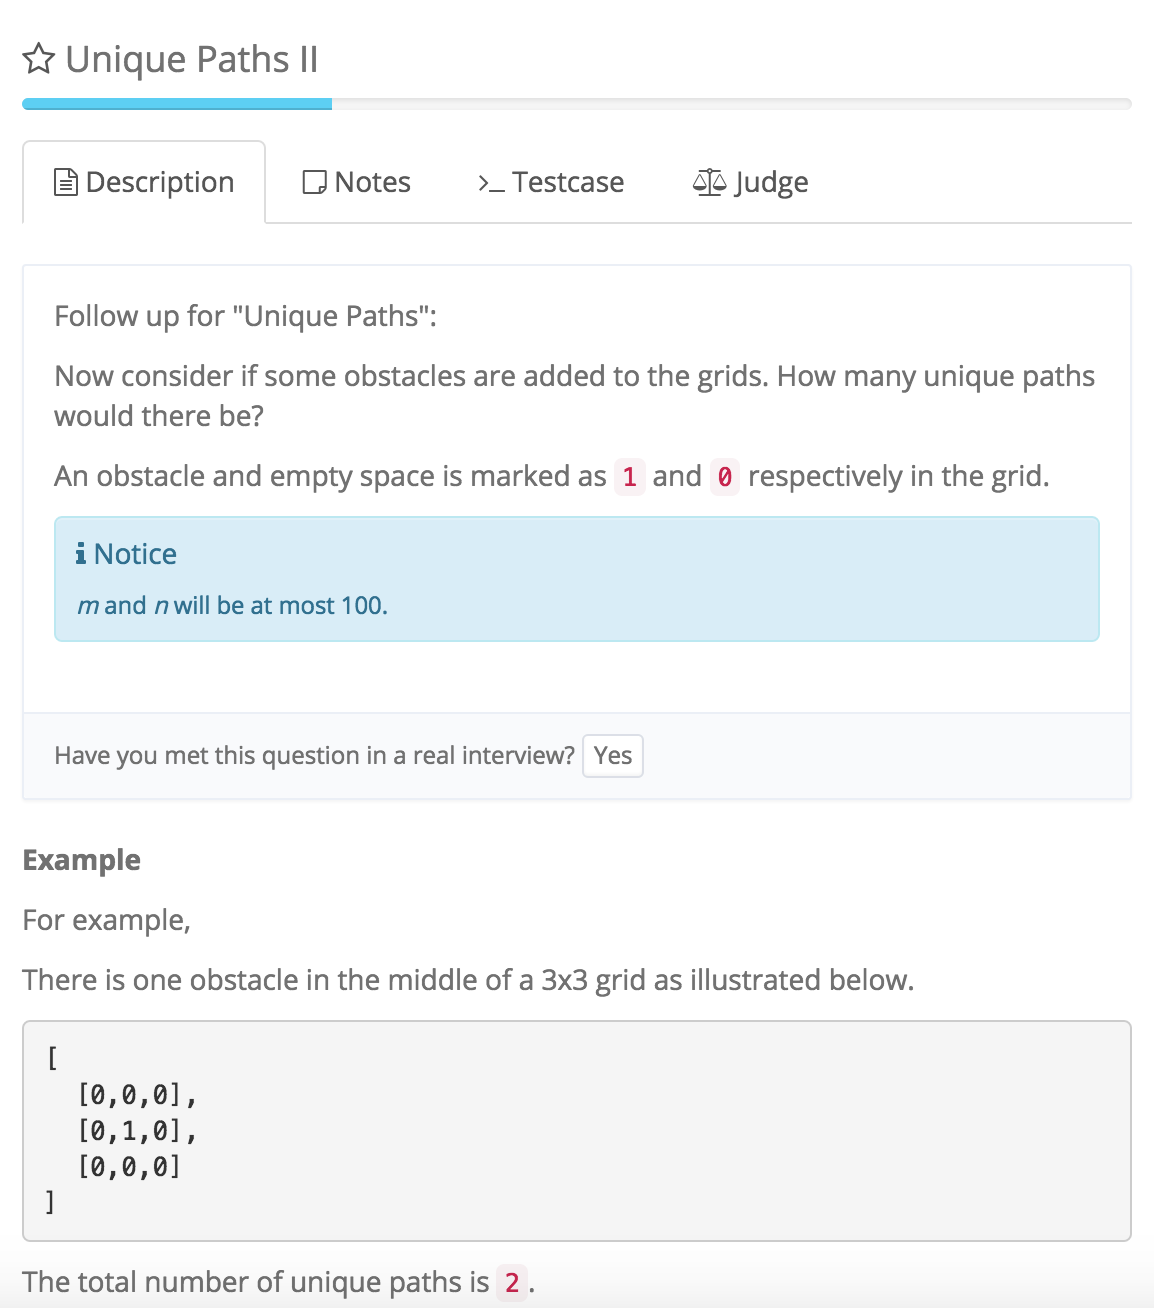 Unique Paths II
Description
Notes
>_ Testcase
Judge
Follow up for "Unique Paths":
Now consider if some obstacles are added to the grids. How many unique paths
would there be?
An obstacle and empty space is marked as 1 and 0 respectively in the grid.
Notice
m and n will be at most 100.
Have you met this question in a real interview? Yes
Example
For example,
There is one obstacle in the middle of a 3x3 grid as illustrated below.
[
  [0,0,0],
  [0,1,0],
  [0,0,0]
]
The total number of unique paths is 2.